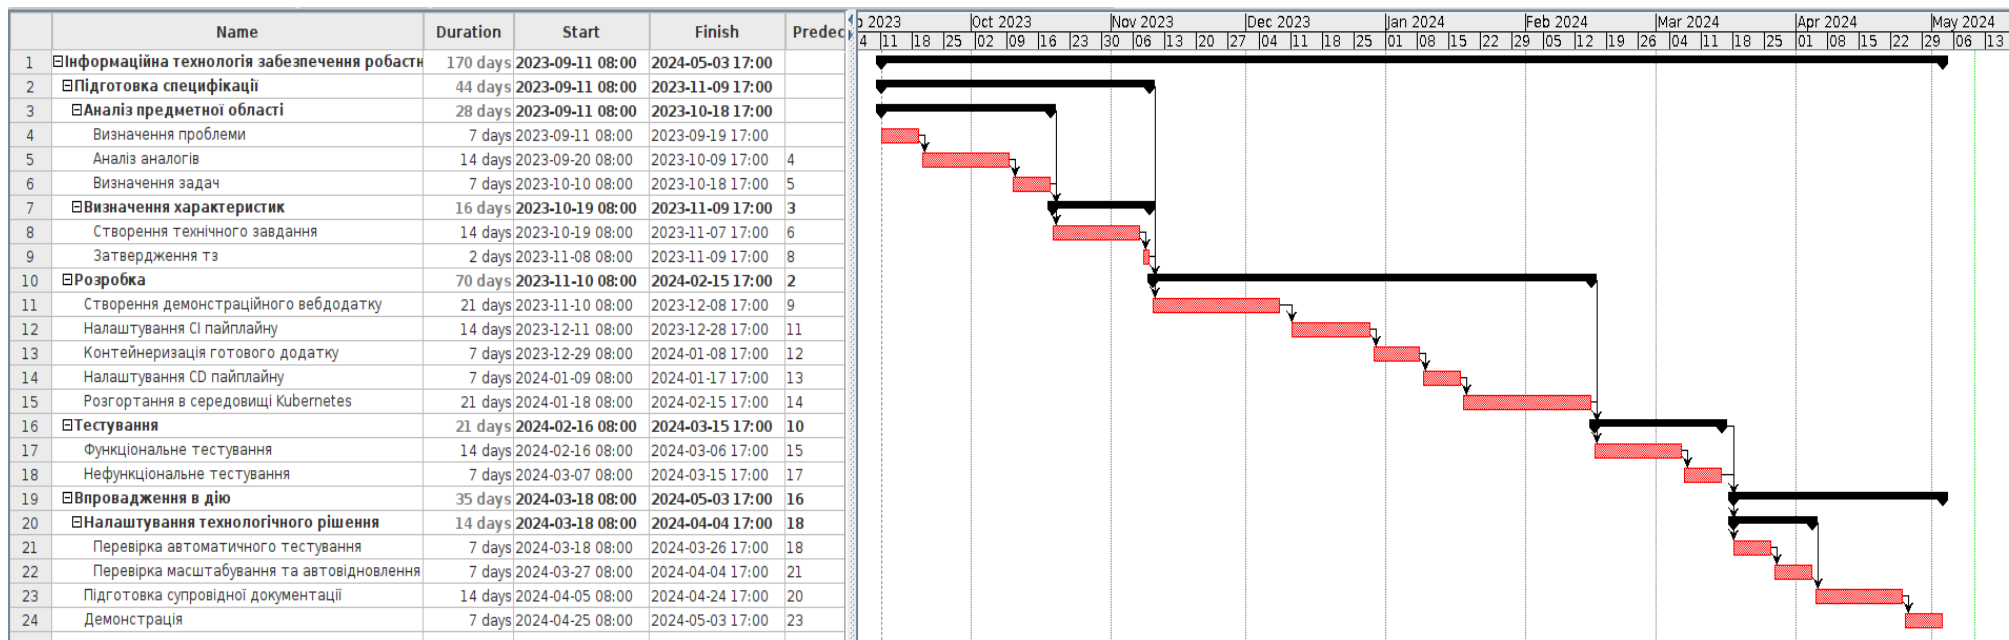 Name Duration Start Finish Predec
2023 Oct 2023 Nov 2023 Dec 2023 Jan 2024 Feb 2024 Mar 2024 Apr 2024 May 2024
4 11 18 25 02 09 16 23 30 06 13 20 27 04 11 18 25 01 08 15 22 29 05 12 19 26 04 11 18 25 01 08 15 22 29 06 13
1 Інформаційна технологія забезпечення робастн 170 days 2023-09-11 08:00 2024-05-03 17:00
2 Підготовка специфікації 44 days 2023-09-11 08:00 2023-11-09 17:00
3 Аналіз предметної області 28 days 2023-09-11 08:00 2023-10-18 17:00
4 Визначення проблеми 7 days 2023-09-11 08:00 2023-09-19 17:00
5 Аналіз аналогів 14 days 2023-09-20 08:00 2023-10-09 17:00 4
6 Визначення задач 7 days 2023-10-10 08:00 2023-10-18 17:00 5
7 Визначення характеристик 16 days 2023-10-19 08:00 2023-11-09 17:00 3
8 Створення технічного завдання 14 days 2023-10-19 08:00 2023-11-07 17:00 6
9 Затвердження тз 2 days 2023-11-08 08:00 2023-11-09 17:00 8
10 Розробка 70 days 2023-11-10 08:00 2024-02-15 17:00 2
11 Створення демонстраційного вебдодатку 21 days 2023-11-10 08:00 2023-12-08 17:00 9
12 Налаштування CI пайплайну 14 days 2023-12-11 08:00 2023-12-28 17:00 11
13 Контейнеризація готового додатку 7 days 2023-12-29 08:00 2024-01-08 17:00 12
14 Налаштування CD пайплайну 7 days 2024-01-09 08:00 2024-01-17 17:00 13
15 Розгортання в середовищі Kubernetes 21 days 2024-01-18 08:00 2024-02-15 17:00 14
16 Тестування 21 days 2024-02-16 08:00 2024-03-15 17:00 10
17 Функціональне тестування 14 days 2024-02-16 08:00 2024-03-06 17:00 15
18 Нефункціональне тестування 7 days 2024-03-07 08:00 2024-03-15 17:00 17
19 Впровадження в дію 35 days 2024-03-18 08:00 2024-05-03 17:00 16
20 Налаштування технологічного рішення 14 days 2024-03-18 08:00 2024-04-04 17:00 18
21 Перевірка автоматичного тестування 7 days 2024-03-18 08:00 2024-03-26 17:00 18
22 Перевірка масштабування та автовідновлення 7 days 2024-03-27 08:00 2024-04-04 17:00 21
23 Підготовка супровідної документації 14 days 2024-04-05 08:00 2024-04-24 17:00 20
24 Демонстрація 7 days 2024-04-25 08:00 2024-05-03 17:00 23